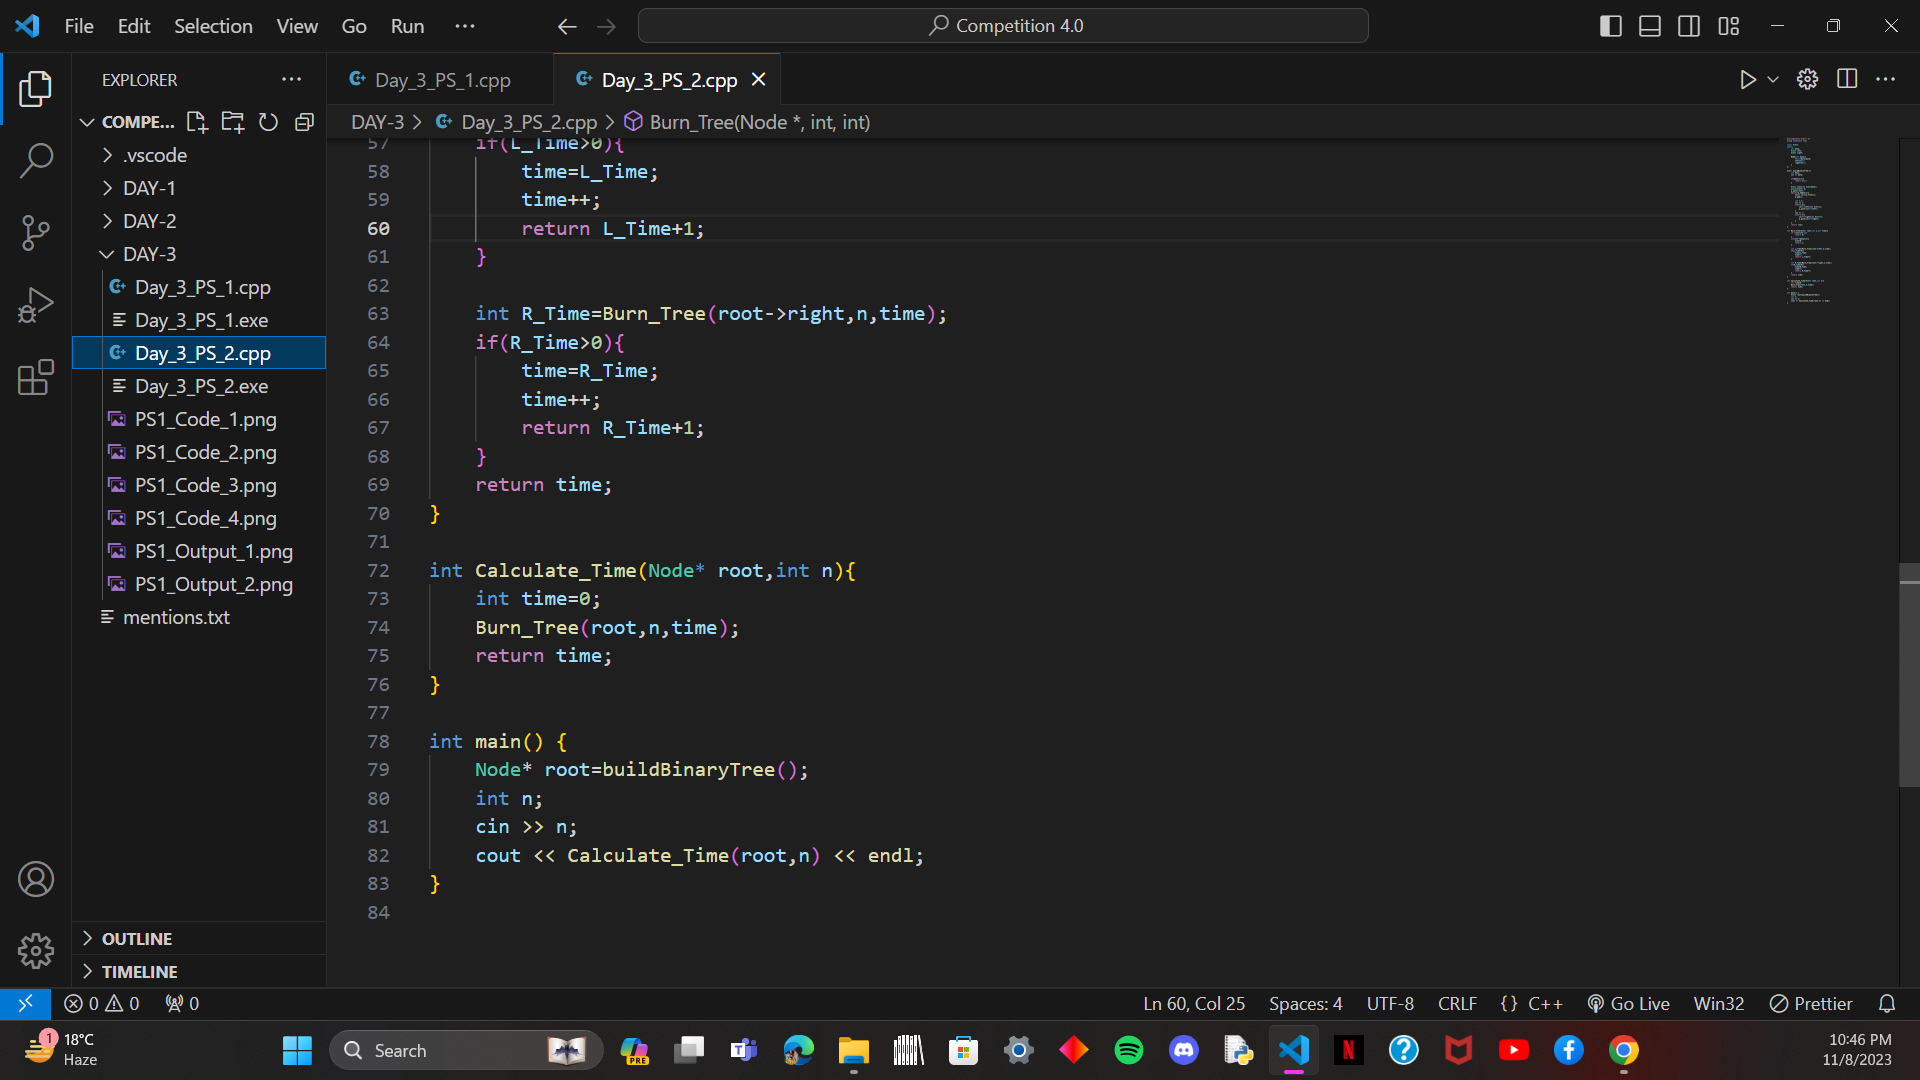 File Edit Selection View Go Run ··· Competition 4.0
EXPLORER ···
COMPE...
.vscode
DAY-1
DAY-2
DAY-3
Day_3_PS_1.cpp
Day_3_PS_1.exe
Day_3_PS_2.cpp
Day_3_PS_2.exe
PS1_Code_1.png
PS1_Code_2.png
PS1_Code_3.png
PS1_Code_4.png
PS1_Output_1.png
PS1_Output_2.png
mentions.txt
OUTLINE
TIMELINE
Day_3_PS_1.cpp Day_3_PS_2.cpp
DAY-3 > Day_3_PS_2.cpp > Burn_Tree(Node *, int, int)
57 if(L_Time>0){
58 time=L_Time;
59 time++;
60 return L_Time+1;
61 }
62
63 int R_Time=Burn_Tree(root->right,n,time);
64 if(R_Time>0){
65 time=R_Time;
66 time++;
67 return R_Time+1;
68 }
69 return time;
70 }
71
72 int Calculate_Time(Node* root,int n){
73 int time=0;
74 Burn_Tree(root,n,time);
75 return time;
76 }
77
78 int main() {
79 Node* root=buildBinaryTree();
80 int n;
81 cin >> n;
82 cout << Calculate_Time(root,n) << endl;
83 }
84
0 0 0 Ln 60, Col 25 Spaces: 4 UTF-8 CRLF {} C++ Go Live Win32 Prettier
1 18°C
Haze
Search
PRE
N
10:46 PM
11/8/2023